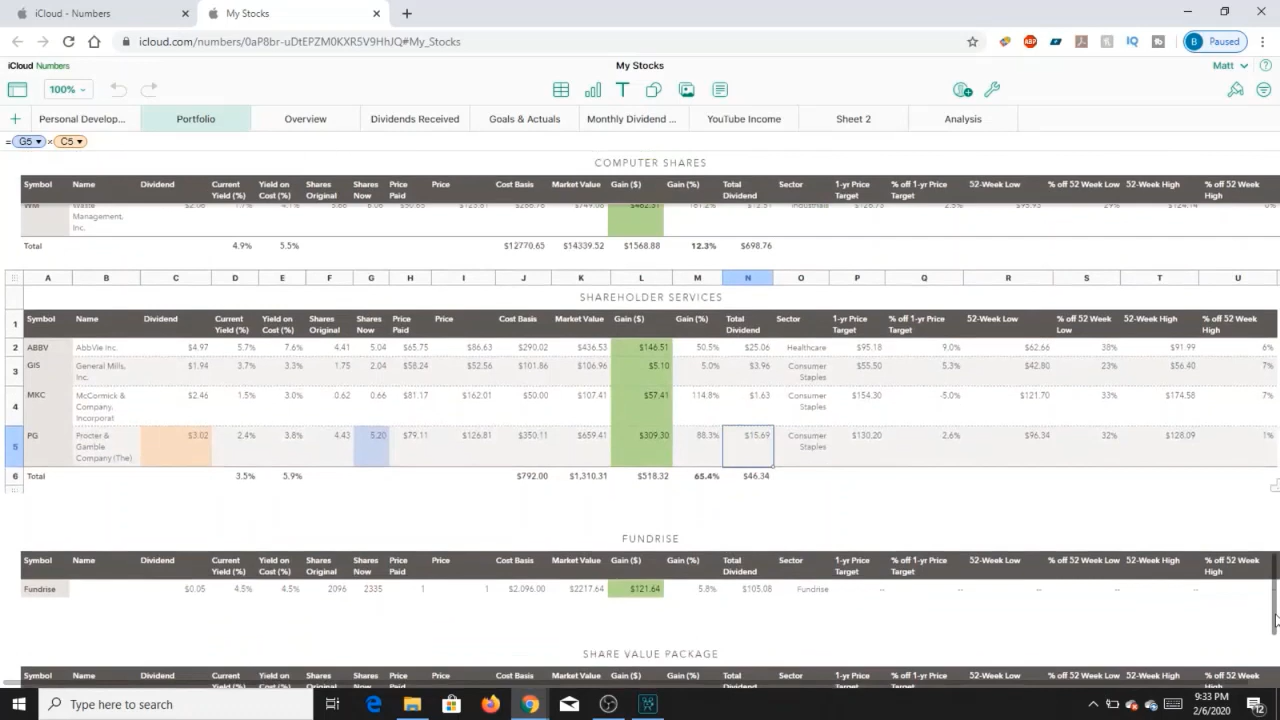 iCloud - Numbers × My Stocks × +
icloud.com/numbers/0aP8br-uDtEPZM0KXR5V9HhJQ#My_Stocks ABP IQ B Paused
iCloud Numbers My Stocks Matt
100%
+ Personal Develop... Portfolio Overview Dividends Received Goals & Actuals Monthly Dividend ... YouTube Income Sheet 2 Analysis
= G5 × C5
COMPUTER SHARES
Symbol Name Dividend Current Yield (%) Yield on Cost (%) Shares Original Shares Now Price Paid Price Cost Basis Market Value Gain ($) Gain (%) Total Dividend Sector 1-yr Price Target % off 1-yr Price Target 52-Week Low % off 52 Week Low 52-Week High % off 52 Week High
WM Waste Management, Inc.
Total 4.9% 5.5% $12770.65 $14339.52 $1568.88 12.3% $698.76
A B C D E F G H I J K L M N O P Q R S T U
SHAREHOLDER SERVICES
1 Symbol Name Dividend Current Yield (%) Yield on Cost (%) Shares Original Shares Now Price Paid Price Cost Basis Market Value Gain ($) Gain (%) Total Dividend Sector 1-yr Price Target % off 1-yr Price Target 52-Week Low % off 52 Week Low 52-Week High % off 52 Week High
2 ABBV AbbVie Inc. $4.97 5.7% 7.6% 4.41 5.04 $65.75 $86.63 $290.02 $436.53 $146.51 50.5% $25.06 Healthcare $95.18 9.0% $62.66 38% $91.99 6%
3 GIS General Mills, Inc. $1.94 3.7% 3.3% 1.75 2.04 $58.24 $52.56 $101.86 $106.96 $5.10 5.0% $3.96 Consumer Staples $55.50 5.3% $42.80 23% $56.40 7%
4 MKC McCormick & Company, Incorporat $2.46 1.5% 3.0% 0.62 0.66 $81.17 $162.01 $50.00 $107.41 $57.41 114.8% $1.63 Consumer Staples $154.30 -5.0% $121.70 33% $174.58 7%
5 PG Procter & Gamble Company (The) $3.02 2.4% 3.8% 4.43 5.20 $79.11 $126.81 $350.11 $659.41 $309.30 88.3% $15.69 Consumer Staples $130.20 2.6% $96.34 32% $128.09 1%
6 Total 3.5% 5.9% $792.00 $1,310.31 $518.32 65.4% $46.34
FUNDRISE
Symbol Name Dividend Current Yield (%) Yield on Cost (%) Shares Original Shares Now Price Paid Price Cost Basis Market Value Gain ($) Gain (%) Total Dividend Sector 1-yr Price Target % off 1-yr Price Target 52-Week Low % off 52 Week Low 52-Week High % off 52 Week High
Fundrise $0.05 4.5% 4.5% 2096 2335 1 1 $2,096.00 $2217.64 $121.64 5.8% $105.08 Fundrise -- -- -- -- -- --
SHARE VALUE PACKAGE
Symbol Name Dividend Current Yield (%) Yield on Cost (%) Shares Original Shares Now Price Paid Price Cost Basis Market Value Gain ($) Gain (%) Total Dividend Sector 1-yr Price Target % off 1-yr Price Target 52-Week Low % off 52 Week Low 52-Week High % off 52 Week High
Type here to search 9:33 PM
2/6/2020 12